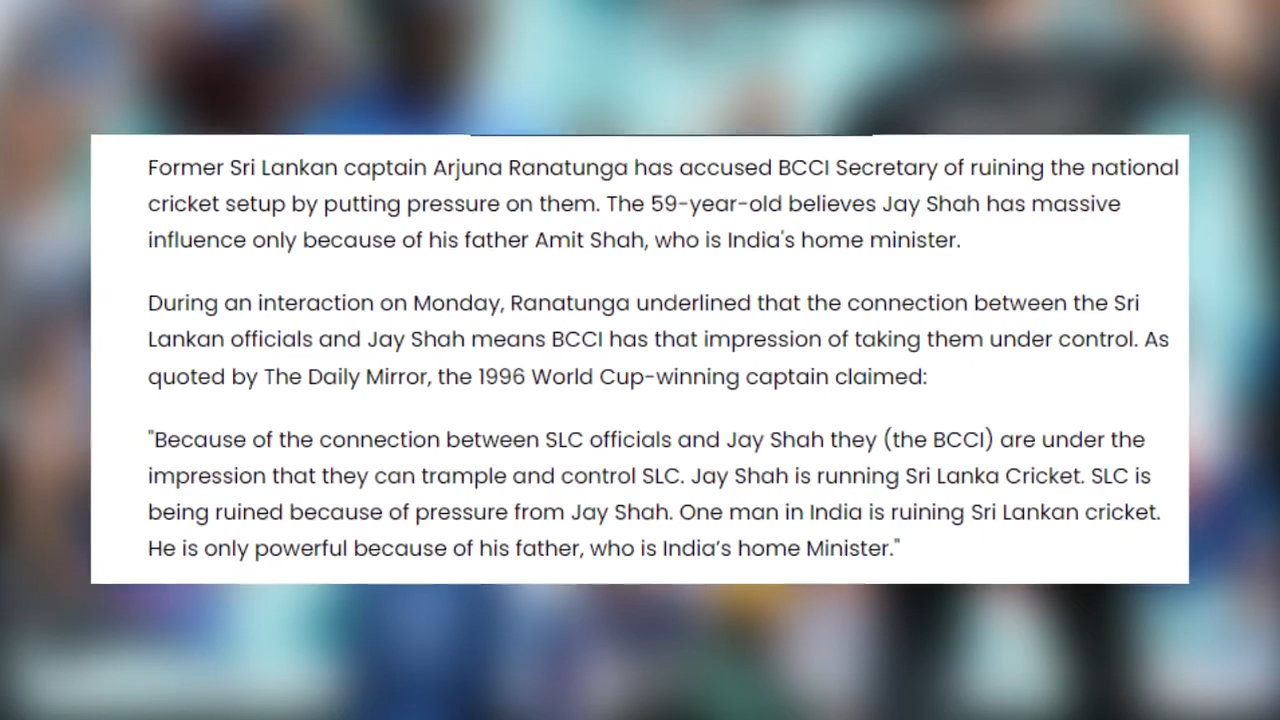 Former Sri Lankan captain Arjuna Ranatunga has accused BCCI Secretary of ruining the national
cricket setup by putting pressure on them. The 59-year-old believes Jay Shah has massive
influence only because of his father Amit Shah, who is India's home minister.
During an interaction on Monday, Ranatunga underlined that the connection between the Sri
Lankan officials and Jay Shah means BCCI has that impression of taking them under control. As
quoted by The Daily Mirror, the 1996 World Cup-winning captain claimed:
"Because of the connection between SLC officials and Jay Shah they (the BCCI) are under the
impression that they can trample and control SLC. Jay Shah is running Sri Lanka Cricket. SLC is
being ruined because of pressure from Jay Shah. One man in India is ruining Sri Lankan cricket.
He is only powerful because of his father, who is India’s home Minister."